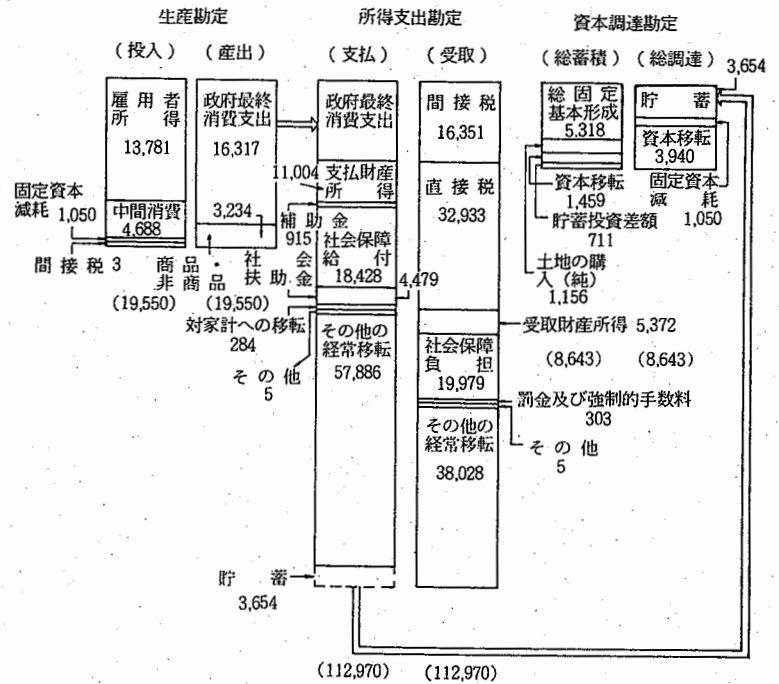 生産勘定
所得支出勘定
資本調達勘定
(投入)
(産出)
(支払)
(受取)
(総蓄積)
(総調達)
3,654
雇用者
所得
13,781
中間消費
4,688
固定資本
減耗 1,050
間接税 3
(19,550)
政府最終
消費支出
16,317
3,234
商品・
非商品
(19,550)
政府最終
消費支出
11,004
支払財産
所得
補助金
915
社会保障
給付
18,428
社会
扶助金
4,479
対家計への移転
284
その他
5
その他の
経常移転
57,886
貯蓄
3,654
(112,970)
間接税
16,351
直接税
32,933
受取財産所得 5,372
社会保障
負担
19,979
罰金及び強制的手数料
303
その他
5
その他の
経常移転
38,028
(112,970)
総固定
基本形成
5,318
資本移転
1,459
貯蓄投資差額
711
土地の購
入(純)
1,156
(8,643)
貯蓄
資本移転
3,940
固定資本
減耗
1,050
(8,643)